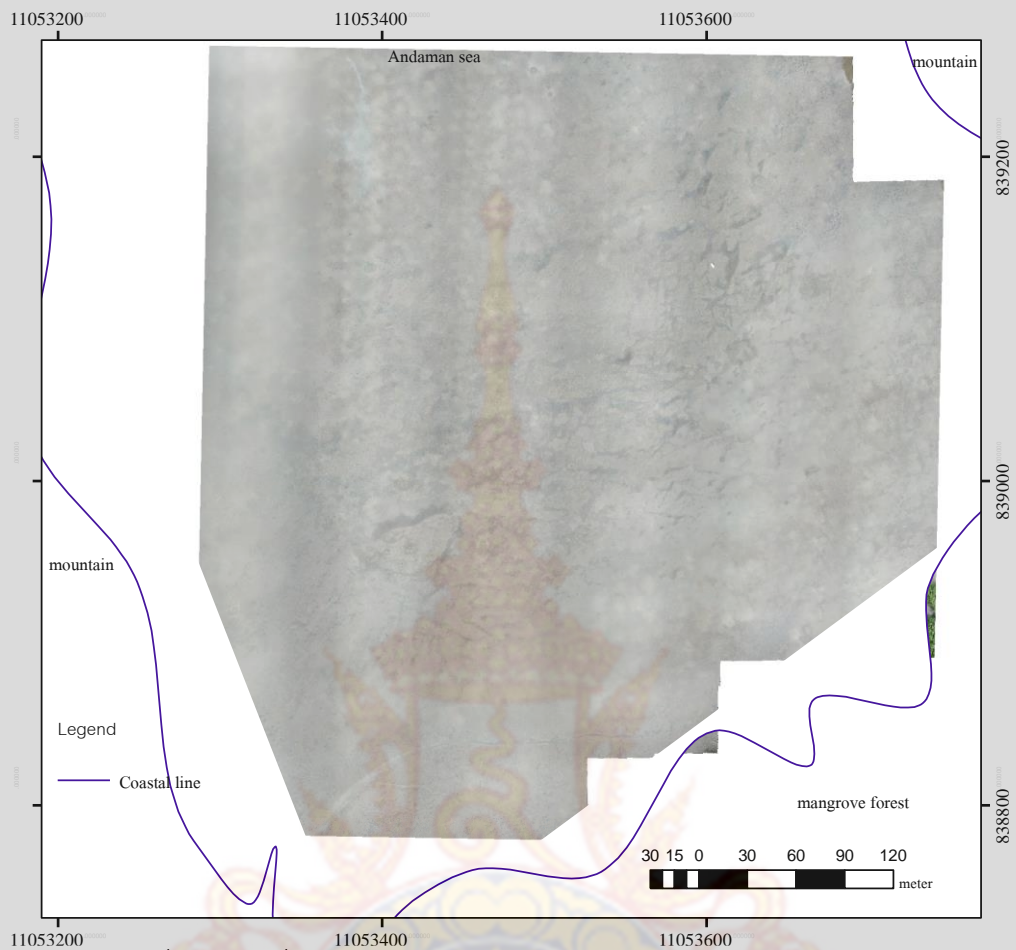 11053200 11053400 11053600
Andaman sea
mountain
839200
839000
mountain
Legend
Coastal line
mangrove forest
838800
30 15 0 30 60 90 120
meter
11053200 11053400 11053600